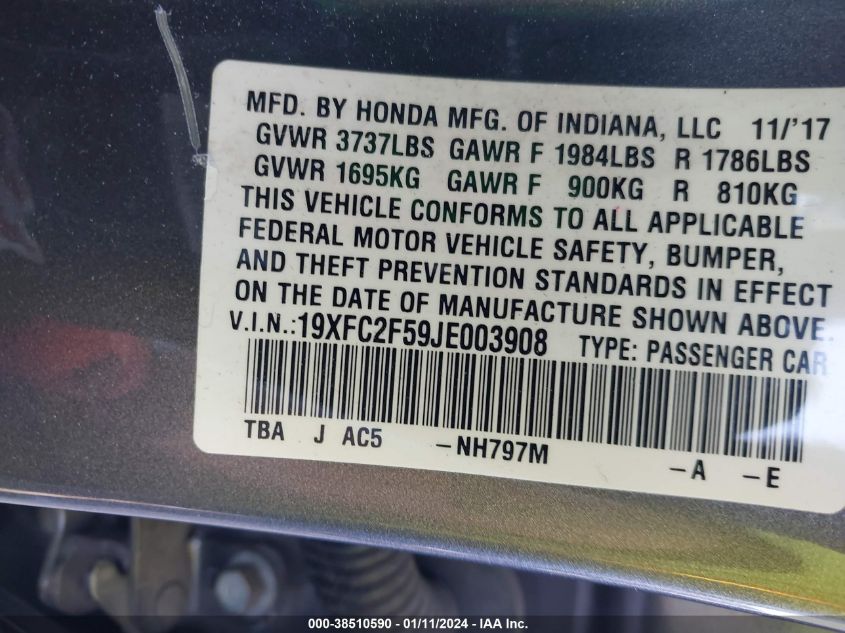 MFD. BY HONDA MFG. OF INDIANA, LLC 11/'17
GVWR 3737LBS GAWR F 1984LBS R 1786LBS
GVWR 1695KG GAWR F 900KG R 810KG
THIS VEHICLE CONFORMS TO ALL APPLICABLE
FEDERAL MOTOR VEHICLE SAFETY, BUMPER,
AND THEFT PREVENTION STANDARDS IN EFFECT
ON THE DATE OF MANUFACTURE SHOWN ABOVE.
V.I.N.:19XFC2F59JE003908 TYPE: PASSENGER CAR
TBA J AC5 -NH797M -A -E
000-38510590 - 01/11/2024 - IAA Inc.